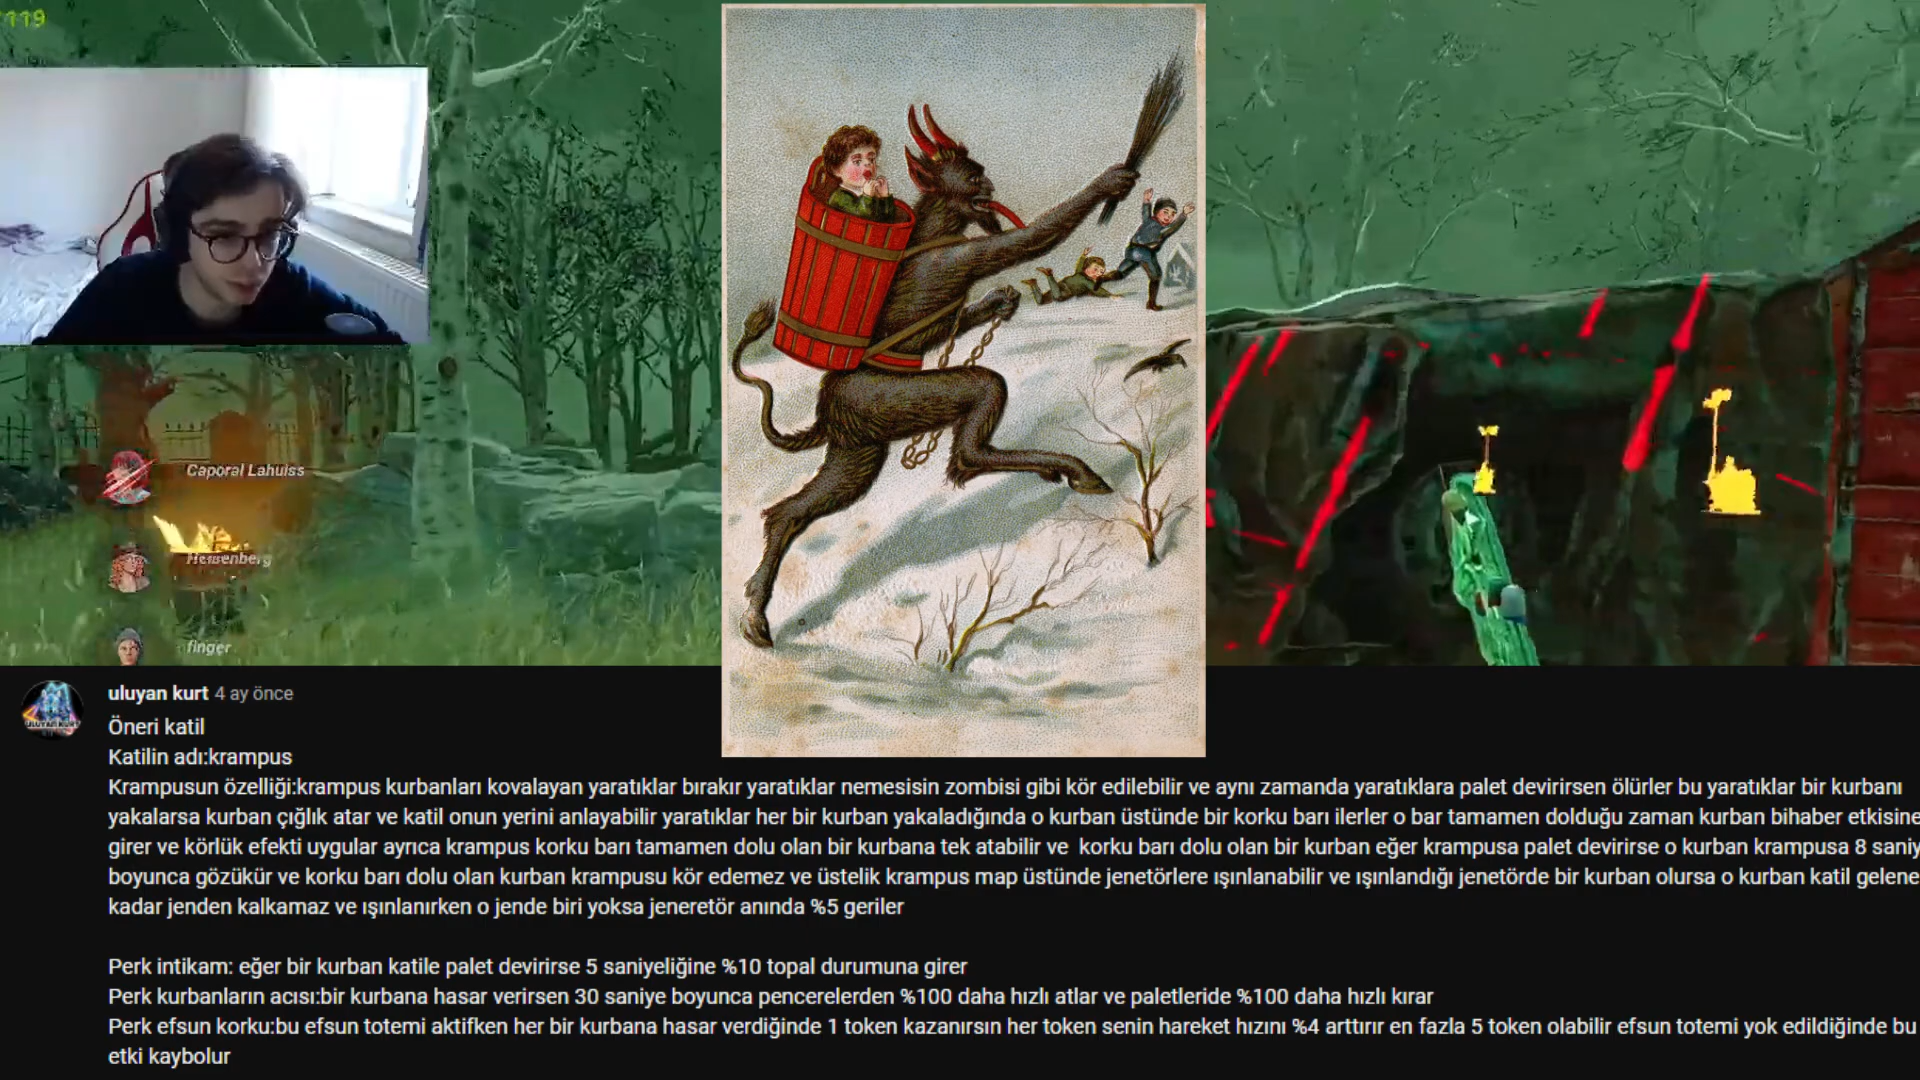 119
Caporal Lahuiss
Heisenberg
finger
uluyan kurt 4 ay önce
Öneri katil
Katilin adı:krampus
Krampusun özelliği:krampus kurbanları kovalayan yaratıklar bırakır yaratıklar nemesisin zombisi gibi kör edilebilir ve aynı zamanda yaratıklara palet devirirsen ölürler bu yaratıklar bir kurbanı
yakalarsa kurban çığlık atar ve katil onun yerini anlayabilir yaratıklar her bir kurban yakaladığında o kurban üstünde bir korku barı ilerler o bar tamamen dolduğu zaman kurban bihaber etkisine
girer ve körlük efekti uygular ayrıca krampus korku barı tamamen dolu olan bir kurbana tek atabilir ve korku barı dolu olan bir kurban eğer krampusa palet devirirse o kurban krampusa 8 saniy
boyunca gözükür ve korku barı dolu olan kurban krampusu kör edemez ve üstelik krampus map üstünde jenetörlere ışınlanabilir ve ışınlandığı jenetörde bir kurban olursa o kurban katil gelene
kadar jenden kalkamaz ve ışınlanırken o jende biri yoksa jeneretör anında %5 geriler
Perk intikam: eğer bir kurban katile palet devirirse 5 saniyeliğine %10 topal durumuna girer
Perk kurbanların acısı:bir kurbana hasar verirsen 30 saniye boyunca pencerelerden %100 daha hızlı atlar ve paletleride %100 daha hızlı kırar
Perk efsun korku:bu efsun totemi aktifken her bir kurbana hasar verdiğinde 1 token kazanırsın her token senin hareket hızını %4 arttırır en fazla 5 token olabilir efsun totemi yok edildiğinde bu
etki kaybolur